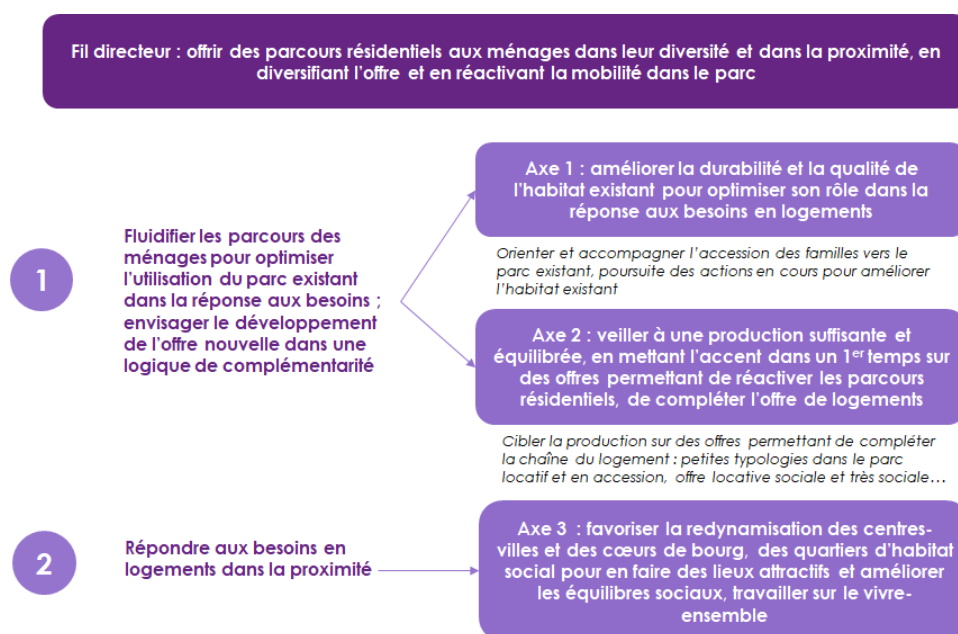 Fil directeur : offrir des parcours résidentiels aux ménages dans leur diversité et dans la proximité, en
diversifiant l'offre et en réactivant la mobilité dans le parc
1
Fluidifier les parcours des
ménages pour optimiser
l'utilisation du parc existant
dans la réponse aux besoins ;
envisager le développement
de l'offre nouvelle dans une
logique de complémentarité
Axe 1 : améliorer la durabilité et la qualité de
l'habitat existant pour optimiser son rôle dans la
réponse aux besoins en logements
Orienter et accompagner l'accession des familles vers le
parc existant, poursuite des actions en cours pour améliorer
l'habitat existant
Axe 2 : veiller à une production suffisante et
équilibrée, en mettant l'accent dans un 1er temps sur
des offres permettant de réactiver les parcours
résidentiels, de compléter l'offre de logements
Cibler la production sur des offres permettant de compléter
la chaîne du logement : petites typologies dans le parc
locatif et en accession, offre locative sociale et très sociale…
2
Répondre aux besoins en
logements dans la proximité
Axe 3 : favoriser la redynamisation des centres-
villes et des cœurs de bourg, des quartiers d'habitat
social pour en faire des lieux attractifs et améliorer
les équilibres sociaux, travailler sur le vivre-
ensemble